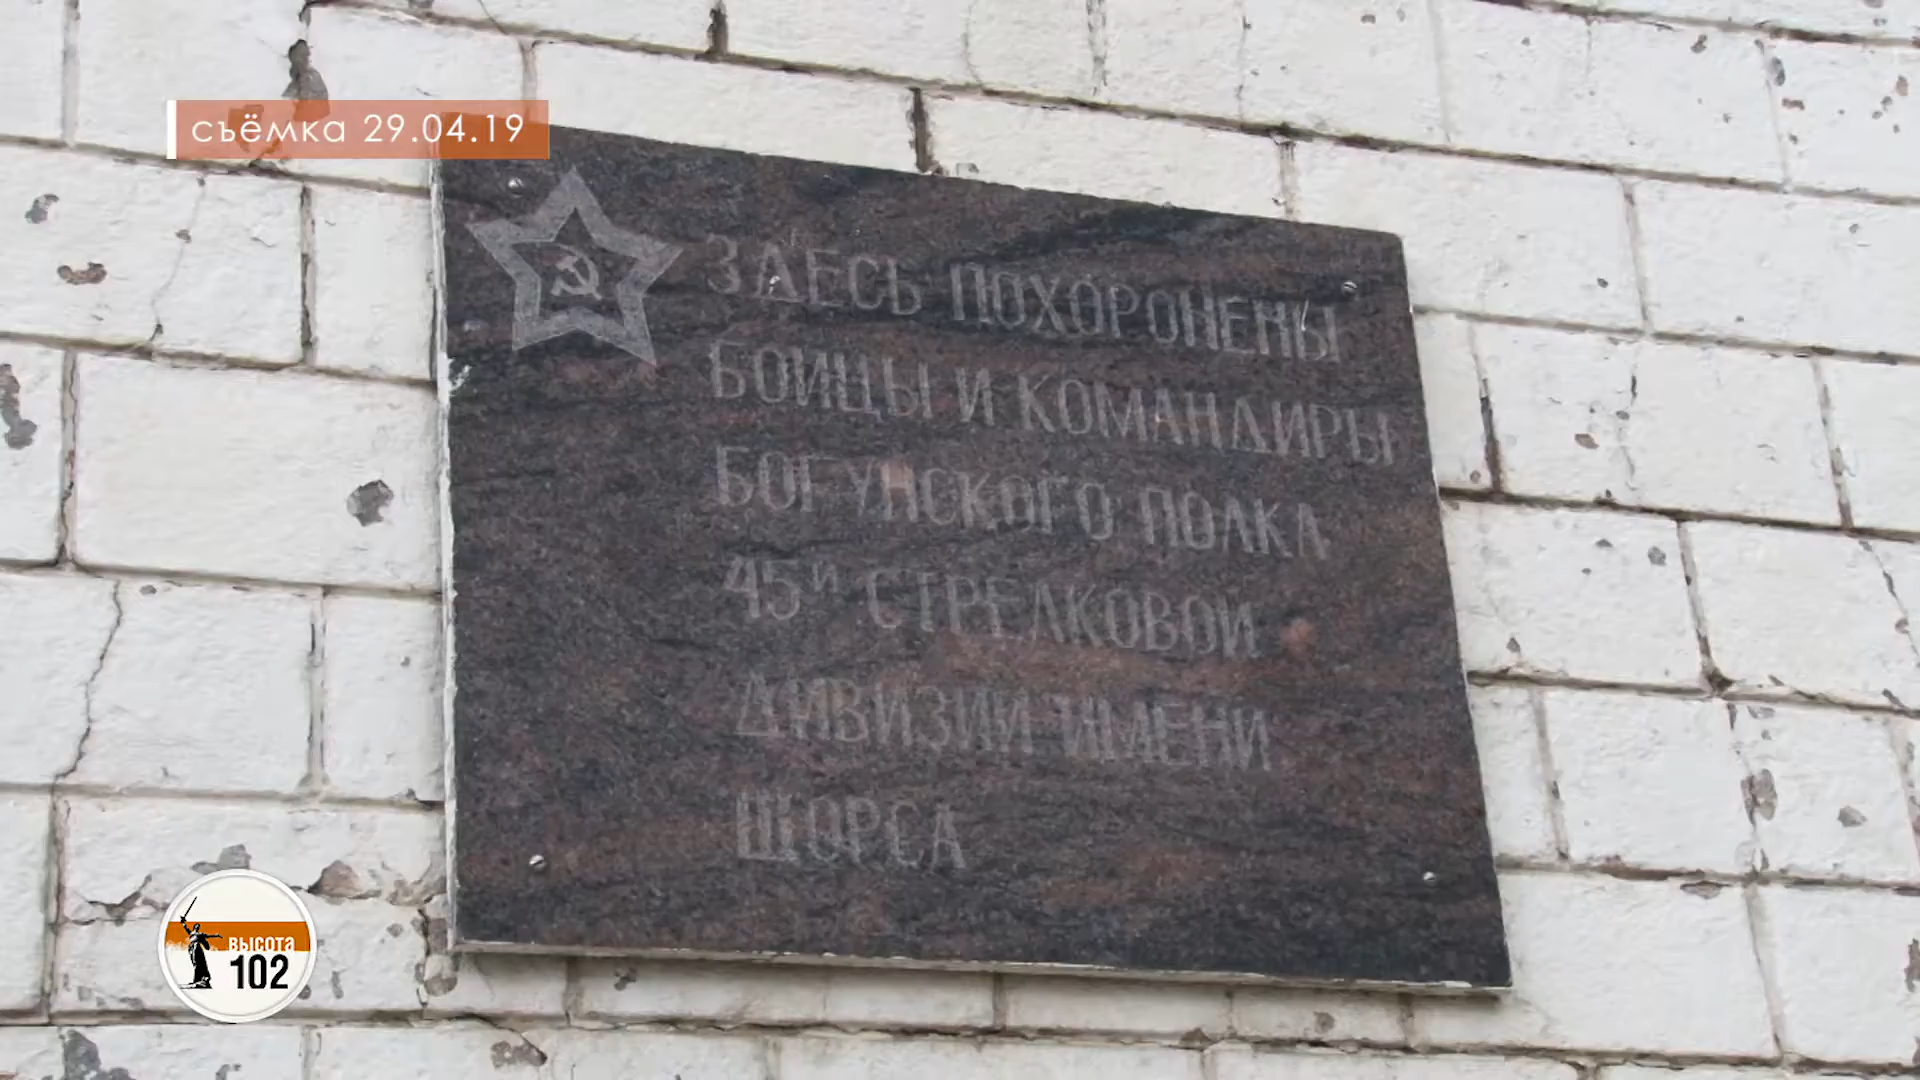 съёмка 29.04.19
ЗДЕСЬ ПОХОРОНЕНЫ
БОЙЦЫ И КОМАНДИРЫ
БОГУНСКОГО ПОЛКА
45й СТРЕЛКОВОЙ
ДИВИЗИИ ИМЕНИ
ЩОРСА
ВЫСОТА
102